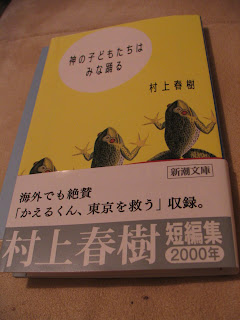 神の子どもたちは
みな踊る
村上春樹
新潮文庫
海外でも絶賛
「かえるくん、東京を救う」収録。
村上春樹 短編集
2000年